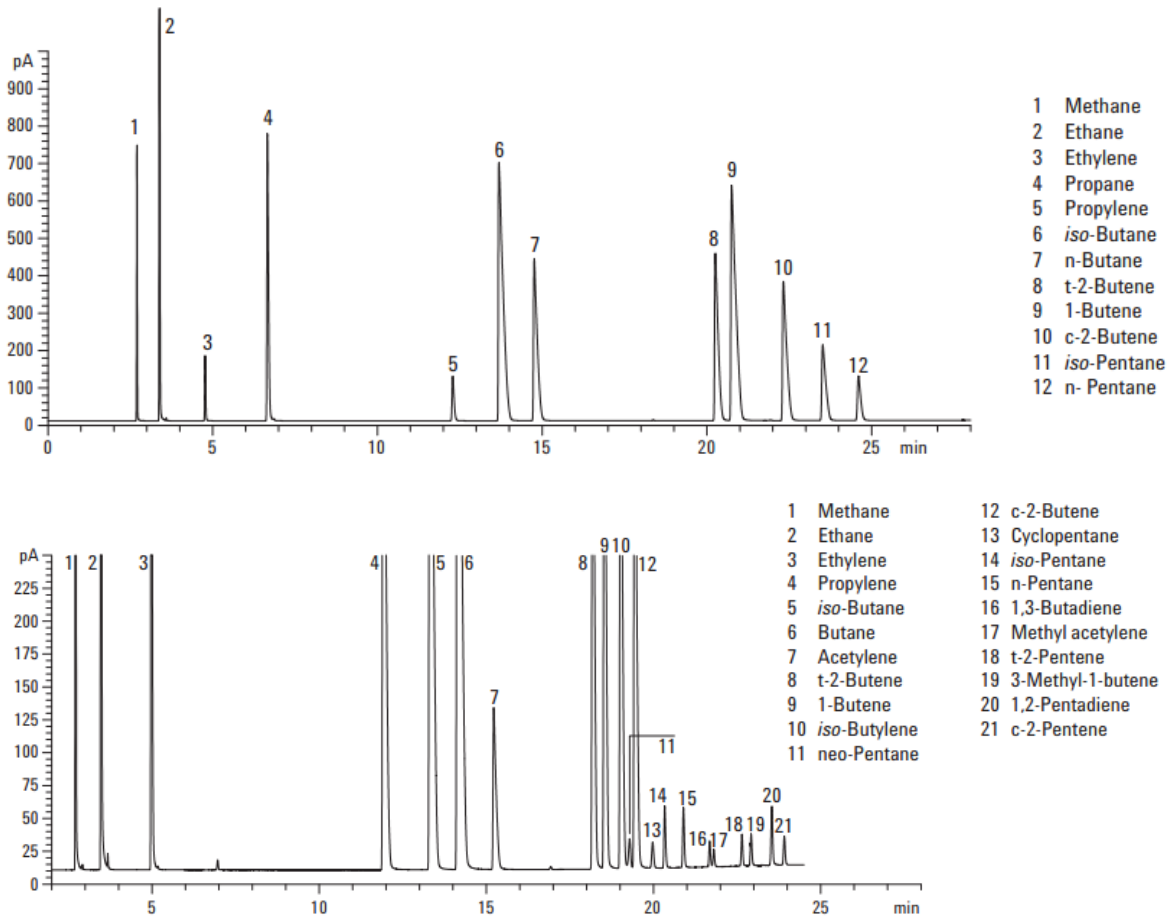 pA
900
800
700
600
500
400
300
200
100
0
1
2
3
4
5
6
7
8
9
10
11
12
0 5 10 15 20 25 min
1 Methane
2 Ethane
3 Ethylene
4 Propane
5 Propylene
6 iso-Butane
7 n-Butane
8 t-2-Butene
9 1-Butene
10 c-2-Butene
11 iso-Pentane
12 n- Pentane
pA
225
200
175
150
125
100
75
50
25
0
1
2
3
4
5
6
7
8
9
10
12
11
13
14
15
16
17
18
19
20
21
5 10 15 20 25 min
1 Methane
2 Ethane
3 Ethylene
4 Propylene
5 iso-Butane
6 Butane
7 Acetylene
8 t-2-Butene
9 1-Butene
10 iso-Butylene
11 neo-Pentane
12 c-2-Butene
13 Cyclopentane
14 iso-Pentane
15 n-Pentane
16 1,3-Butadiene
17 Methyl acetylene
18 t-2-Pentene
19 3-Methyl-1-butene
20 1,2-Pentadiene
21 c-2-Pentene